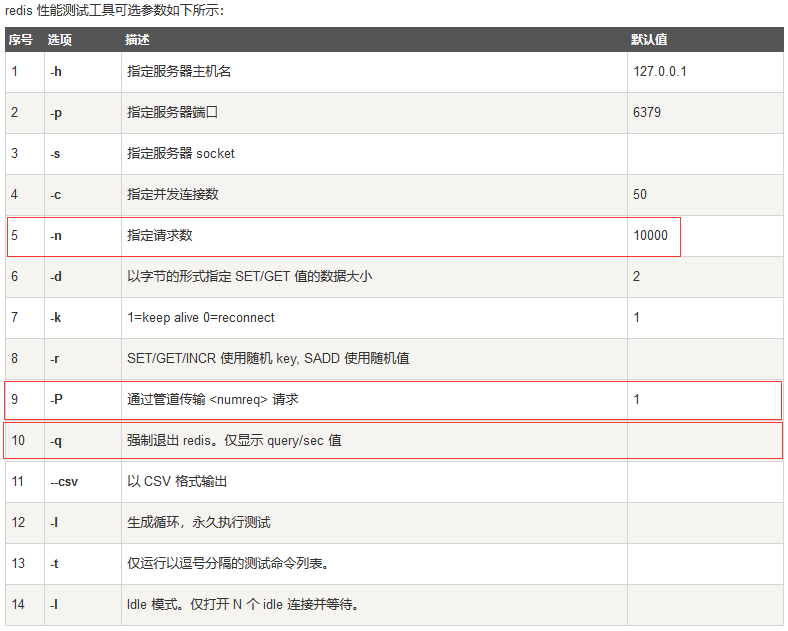 redis 性能测试工具可选参数如下所示：
序号 选项 描述 默认值
1 -h 指定服务器主机名 127.0.0.1
2 -p 指定服务器端口 6379
3 -s 指定服务器 socket
4 -c 指定并发连接数 50
5 -n 指定请求数 10000
6 -d 以字节的形式指定 SET/GET 值的数据大小 2
7 -k 1=keep alive 0=reconnect 1
8 -r SET/GET/INCR 使用随机 key, SADD 使用随机值
9 -P 通过管道传输 <numreq> 请求 1
10 -q 强制退出 redis。仅显示 query/sec 值
11 --csv 以 CSV 格式输出
12 -l 生成循环，永久执行测试
13 -t 仅运行以逗号分隔的测试命令列表。
14 -I Idle 模式。仅打开 N 个 idle 连接并等待。